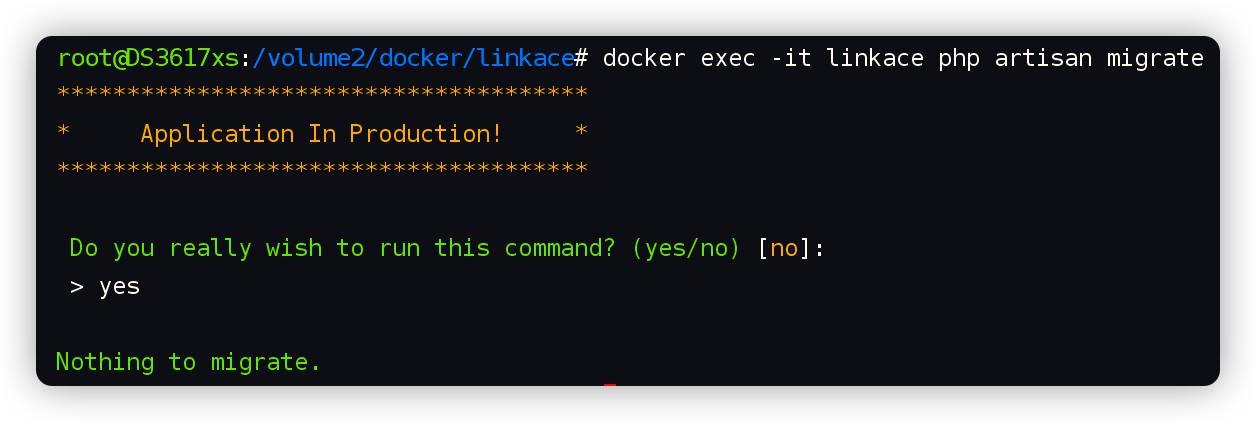 root@DS3617xs:/volume2/docker/linkace# docker exec -it linkace php artisan migrate
**************************************
*     Application In Production!     *
**************************************
Do you really wish to run this command? (yes/no) [no]:
> yes
Nothing to migrate.